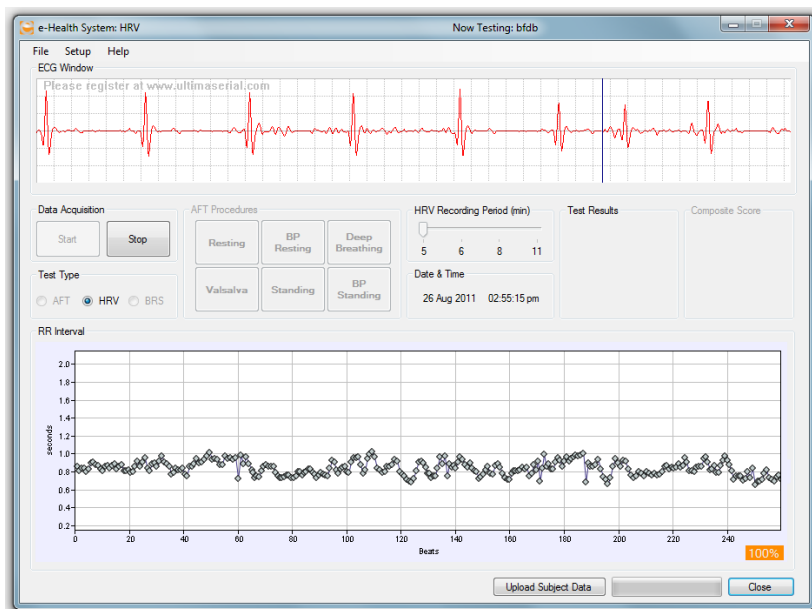 e-Health System: HRV Now Testing: bfdb
File Setup Help
ECG Window
Please register at www.ultimaserial.com
Data Acquisition
Start Stop
Test Type
AFT HRV BRS
AFT Procedures
Resting BP Resting Deep Breathing
Valsalva Standing BP Standing
HRV Recording Period (min)
5 6 8 11
Date & Time
26 Aug 2011 02:55:15 pm
Test Results
Composite Score
RR Interval
2.0
1.8
1.6
1.4
1.2
1.0
0.8
0.6
0.4
0.2
seconds
0 20 40 60 80 100 120 140 160 180 200 220 240
Beats
100%
Upload Subject Data Close